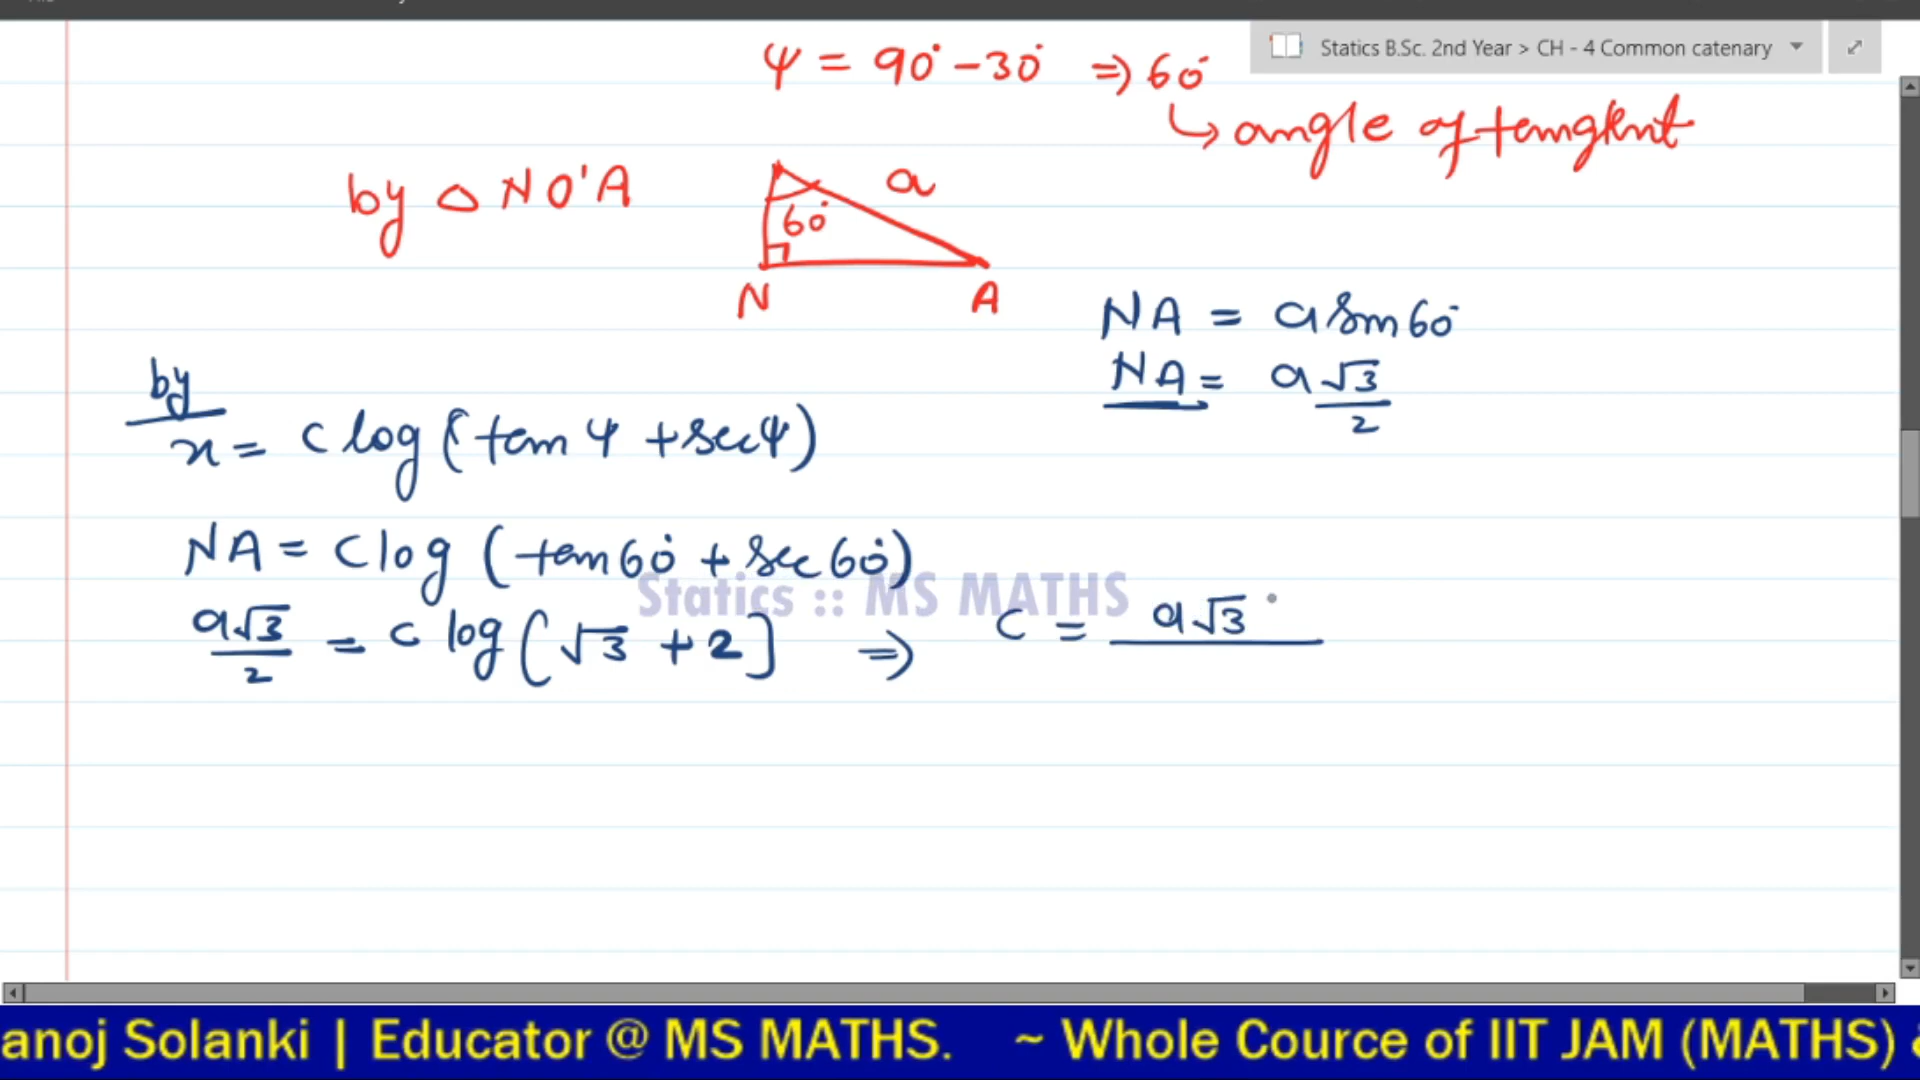 Statics B.Sc. 2nd Year > CH - 4 Common catenary
ψ = 90° - 30° ⇒ 60°
↳ angle of tangent
by △ NO'A
a
60°
N A
NA = a sin 60°
NA = a√3/2
by
x = c log (tan ψ + sec ψ)
NA = c log (tan 60° + sec 60°)
Statics :: MS MATHS
a√3/2 = c log [√3 + 2] ⇒ c = a√3
anoj Solanki | Educator @ MS MATHS. ~ Whole Cource of IIT JAM (MATHS)